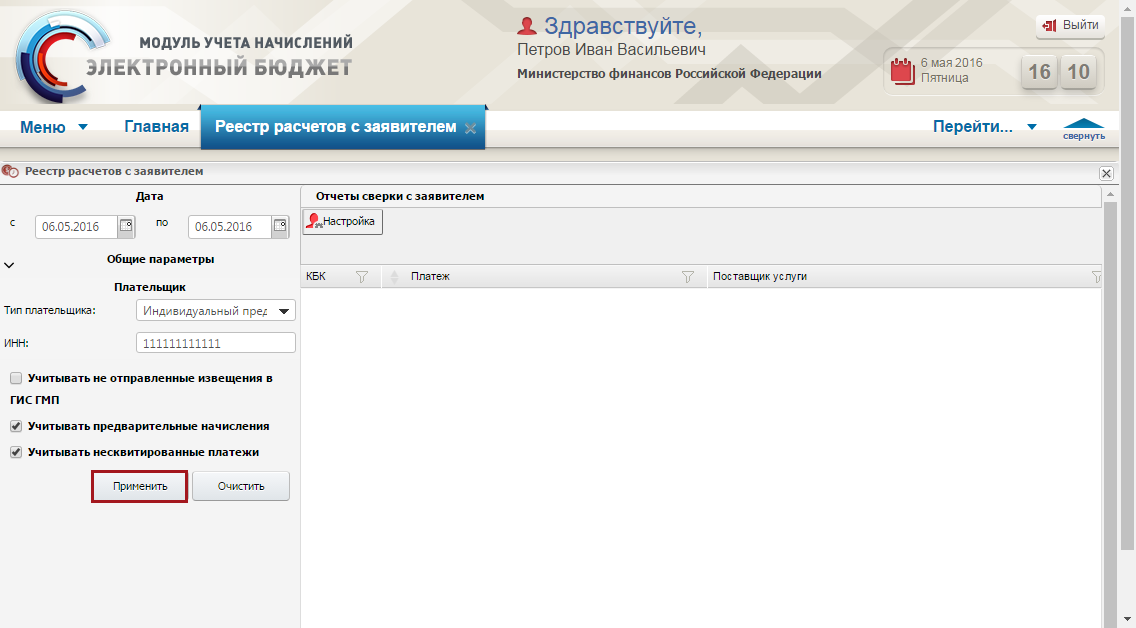 МОДУЛЬ УЧЕТА НАЧИСЛЕНИЙ
ЭЛЕКТРОННЫЙ БЮДЖЕТ
Здравствуйте,
Петров Иван Васильевич
Министерство финансов Российской Федерации
Выйти
6 мая 2016
Пятница
16 10
Меню
Главная
Реестр расчетов с заявителем
Перейти...
свернуть
Реестр расчетов с заявителем
Дата
с 06.05.2016 по 06.05.2016
Общие параметры
Плательщик
Тип плательщика: Индивидуальный пред
ИНН: 111111111111
Учитывать не отправленные извещения в
ГИС ГМП
Учитывать предварительные начисления
Учитывать несквитированные платежи
Применить Очистить
Отчеты сверки с заявителем
Настройка
КБК Платеж Поставщик услуги